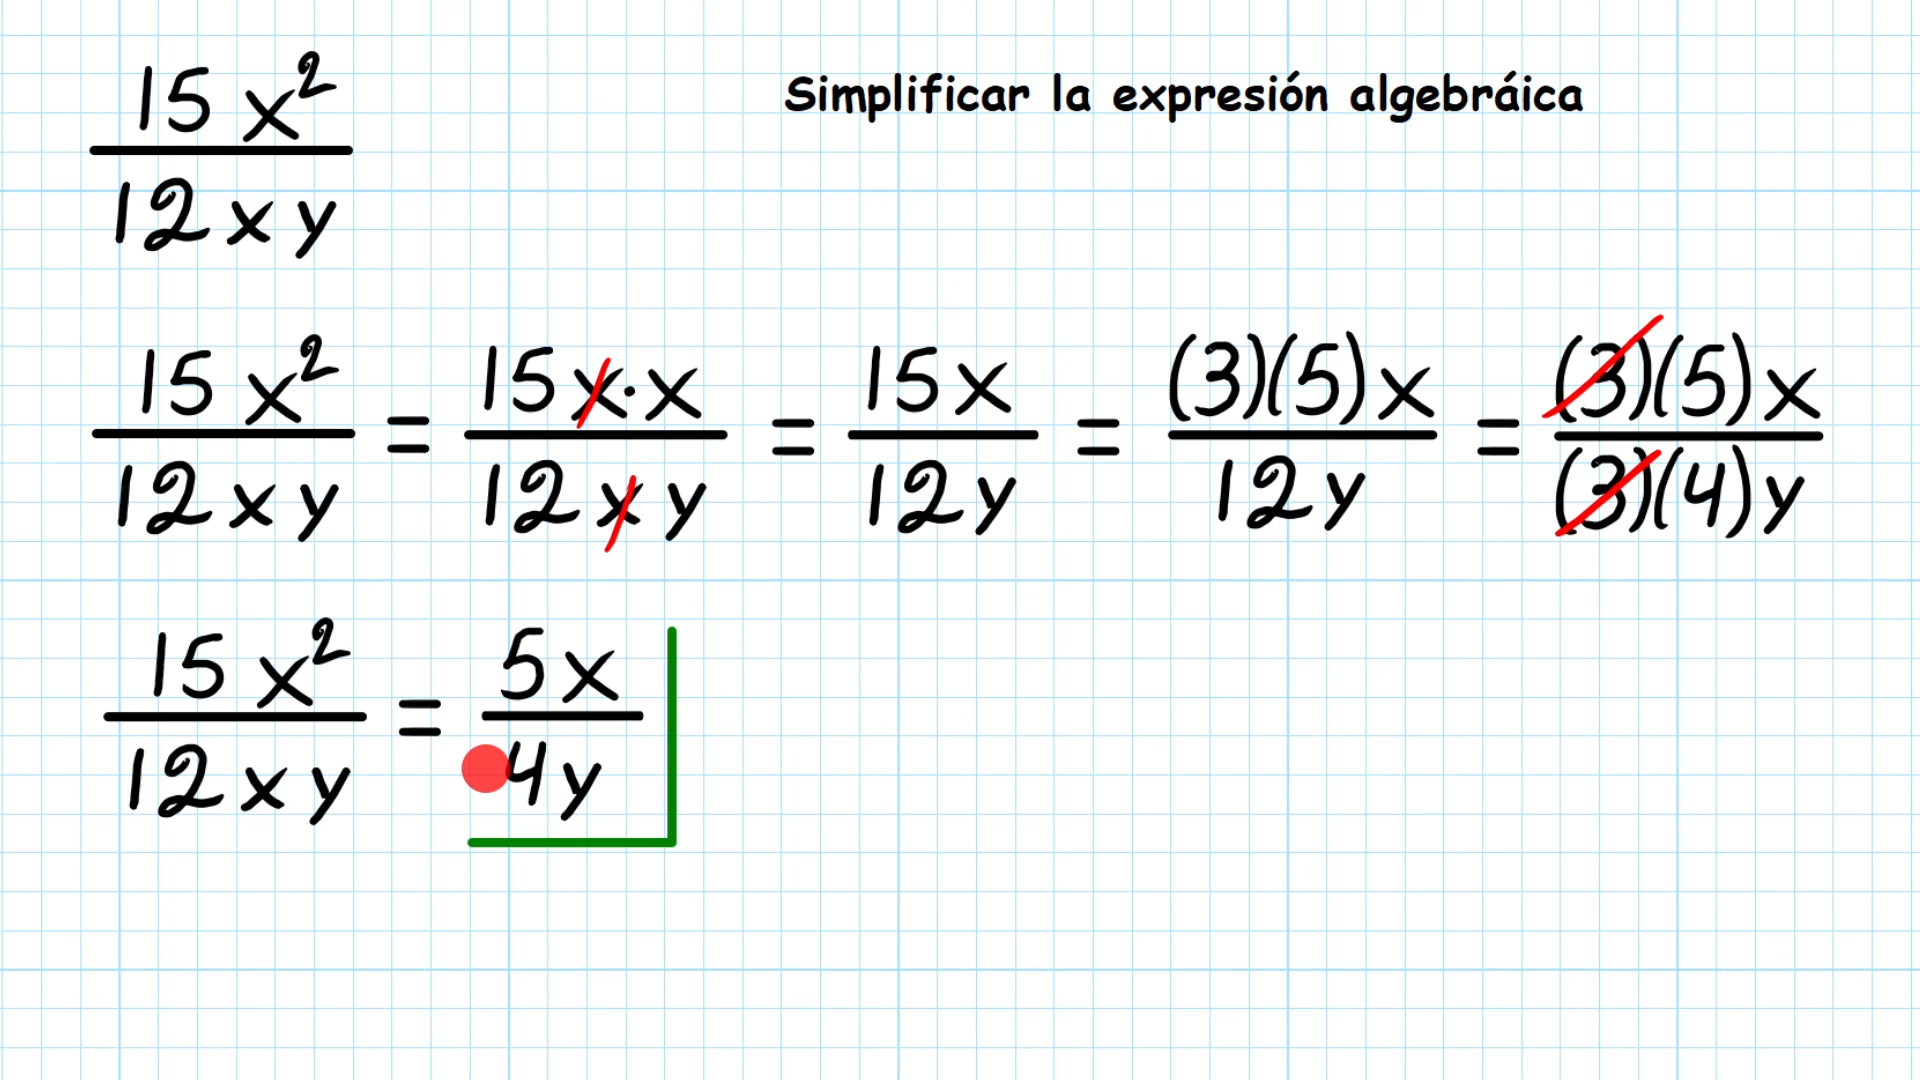 Simplificar la expresión algebráica
15x²
12xy
15x² = 15x·x = 15x = (3)(5)x = (3)(5)x
12xy 12xy 12y 12y (3)(4)y
15x² = 5x
12xy 4y